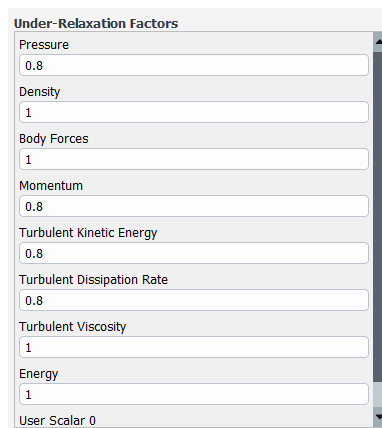 Under-Relaxation Factors
Pressure
0.8
Density
1
Body Forces
1
Momentum
0.8
Turbulent Kinetic Energy
0.8
Turbulent Dissipation Rate
0.8
Turbulent Viscosity
1
Energy
1
User Scalar 0